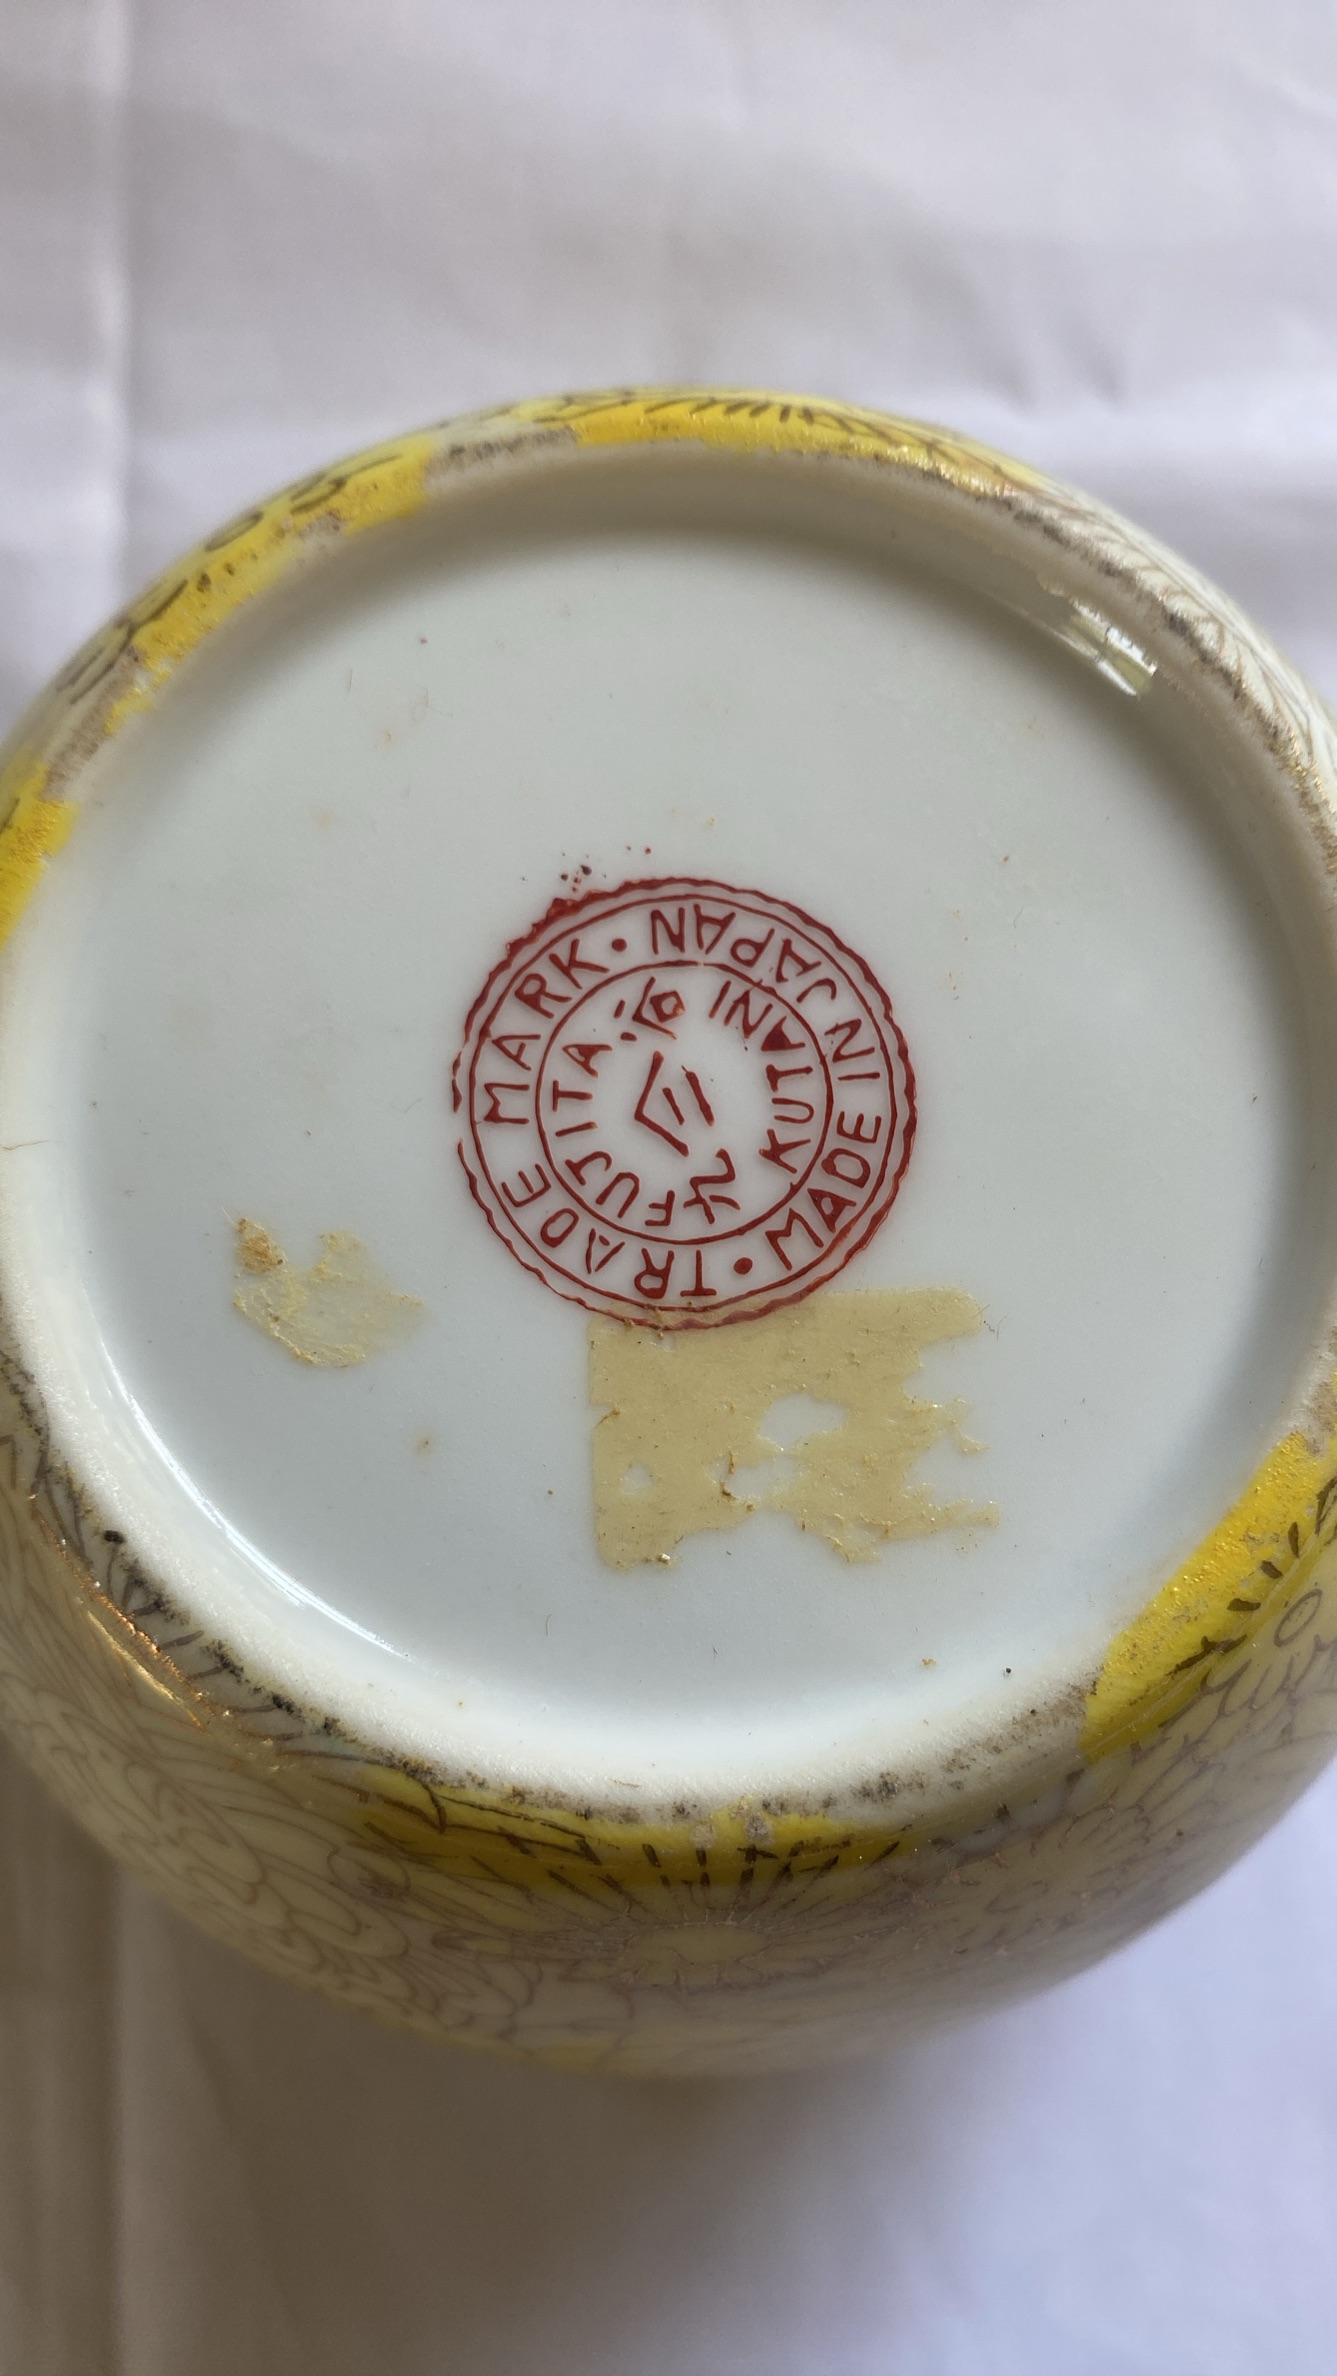 TRADE MARK • MADE IN JAPAN •
FUJITA KUTANI
九 谷